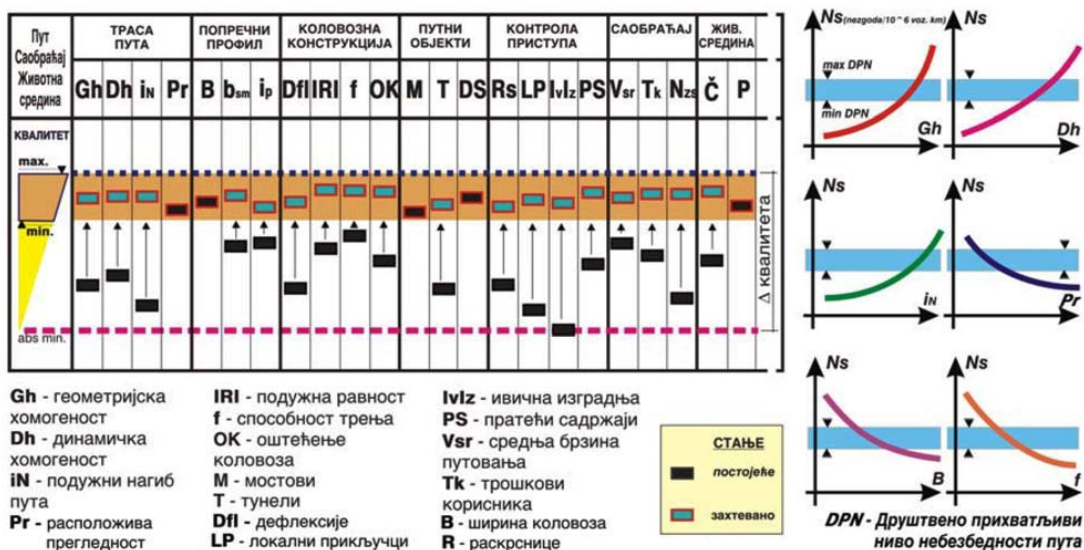 Пут
Саобраћај
Животна
средина
ТРАСА
ПУТА
ПОПРЕЧНИ
ПРОФИЛ
КОЛОВОЗНА
КОНСТРУКЦИЈА
ПУТНИ
ОБЈЕКТИ
КОНТРОЛА
ПРИСТУПА
САОБРАЋАЈ
ЖИВ.
СРЕДИНА
Gh Dh iN Pr B bsm ip Dfl IRI f OK M T DS Rs LP IvIz PS Vsr Tk Nzs Č P
КВАЛИТЕТ
max.
min.
abs min.
Δ квалитета
Gh - геометријска
хомогеност
Dh - динамичка
хомогеност
iN - подужни нагиб
пута
Pr - расположива
прегледност
IRI - подужна равност
f - способност трења
OK - оштећење
коловоза
M - мостови
T - тунели
Dfl - дефлексије
LP - локални прикључци
IvIz - ивична изградња
PS - пратећи садржаји
Vsr - средња брзина
путовања
Tk - трошкови
корисника
B - ширина коловоза
R - раскрснице
СТАЊЕ
постојеће
захтевано
Ns (nezgoda/10^6 voz. km)
max DPN
min DPN
Gh
Ns
Dh
Ns
iN
Ns
Pr
Ns
B
Ns
f
DPN - Друштвено прихватљиви
ниво небезбедности пута